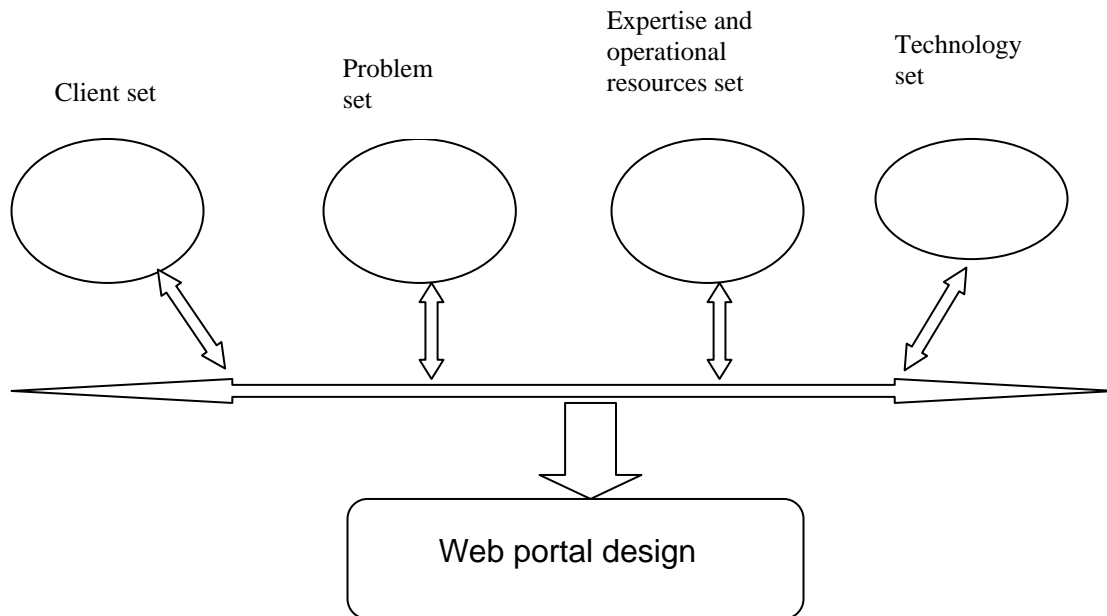 Client set
Problem
set
Expertise and
operational
resources set
Technology
set
Web portal design